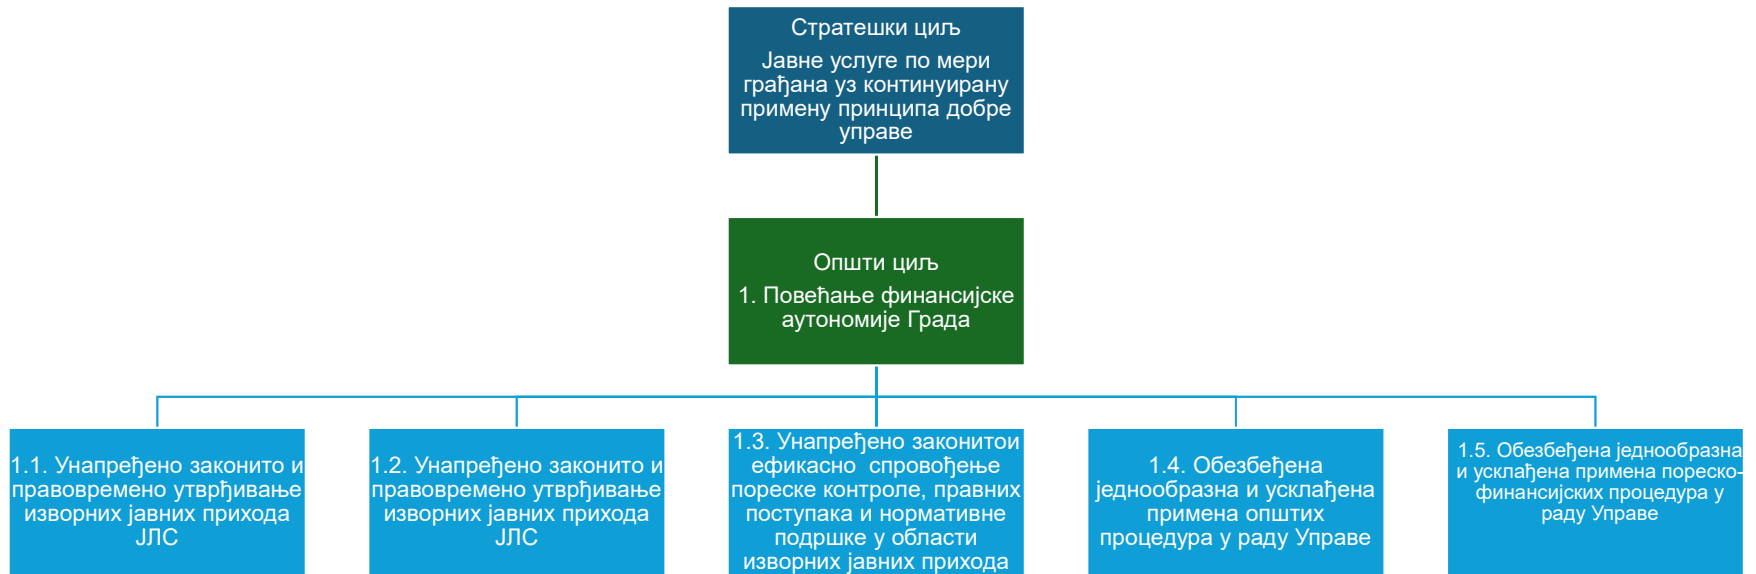 Стратешки циљ
Јавне услуге по мери
грађана уз континуирану
примену принципа добре
управе
Општи циљ
1. Повећање финансијске
аутономије Града
1.1. Унапређено законито и
правовремено утврђивање
изворних јавних прихода
ЈЛС
1.2. Унапређено законито и
правовремено утврђивање
изворних јавних прихода
ЈЛС
1.3. Унапређено законитои
ефикасно  спровођење
пореске контроле, правних
поступака и нормативне
подршке у области
изворних јавних прихода
1.4. Обезбеђена
једнообразна и усклађена
примена општих
процедура у раду Управе
1.5. Обезбеђена једнообразна
и усклађена примена пореско-
финансијских процедура у
раду Управе